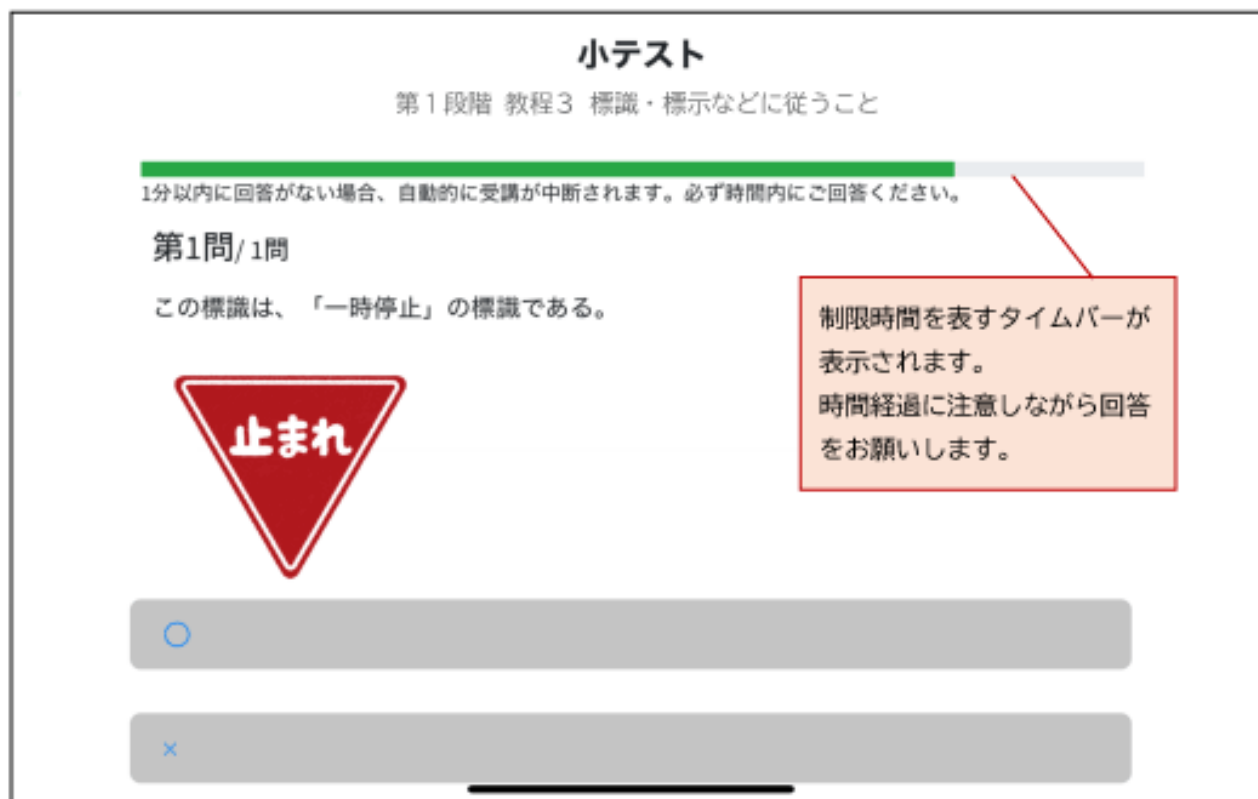 小テスト
第１段階 教程３ 標識・標示などに従うこと
1分以内に回答がない場合、自動的に受講が中断されます。必ず時間内にご回答ください。
第1問/ 1問
この標識は、「一時停止」の標識である。
制限時間を表すタイムバーが
表示されます。
時間経過に注意しながら回答
をお願いします。
止まれ
○
×